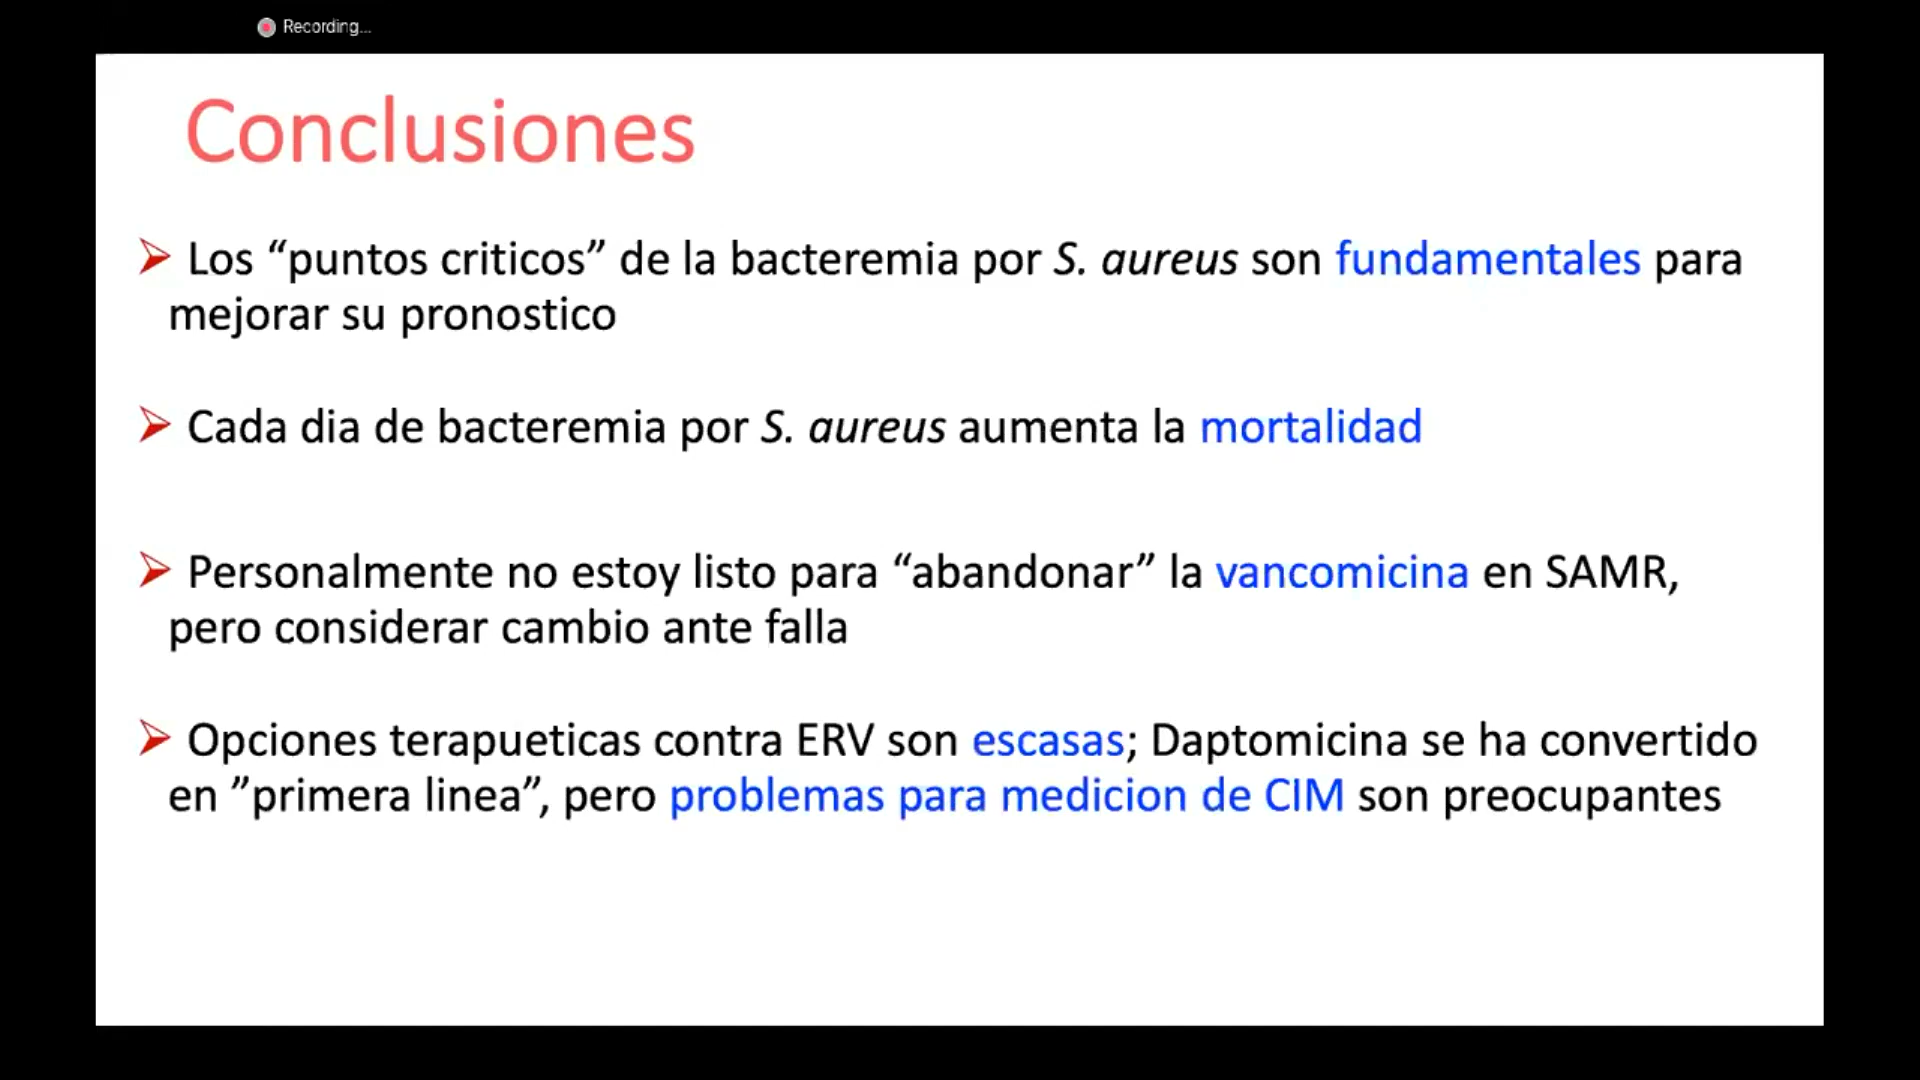 Recording...
Conclusiones
➢ Los “puntos criticos” de la bacteremia por S. aureus son fundamentales para
mejorar su pronostico
➢ Cada dia de bacteremia por S. aureus aumenta la mortalidad
➢ Personalmente no estoy listo para “abandonar” la vancomicina en SAMR,
pero considerar cambio ante falla
➢ Opciones terapueticas contra ERV son escasas; Daptomicina se ha convertido
en ”primera linea”, pero problemas para medicion de CIM son preocupantes